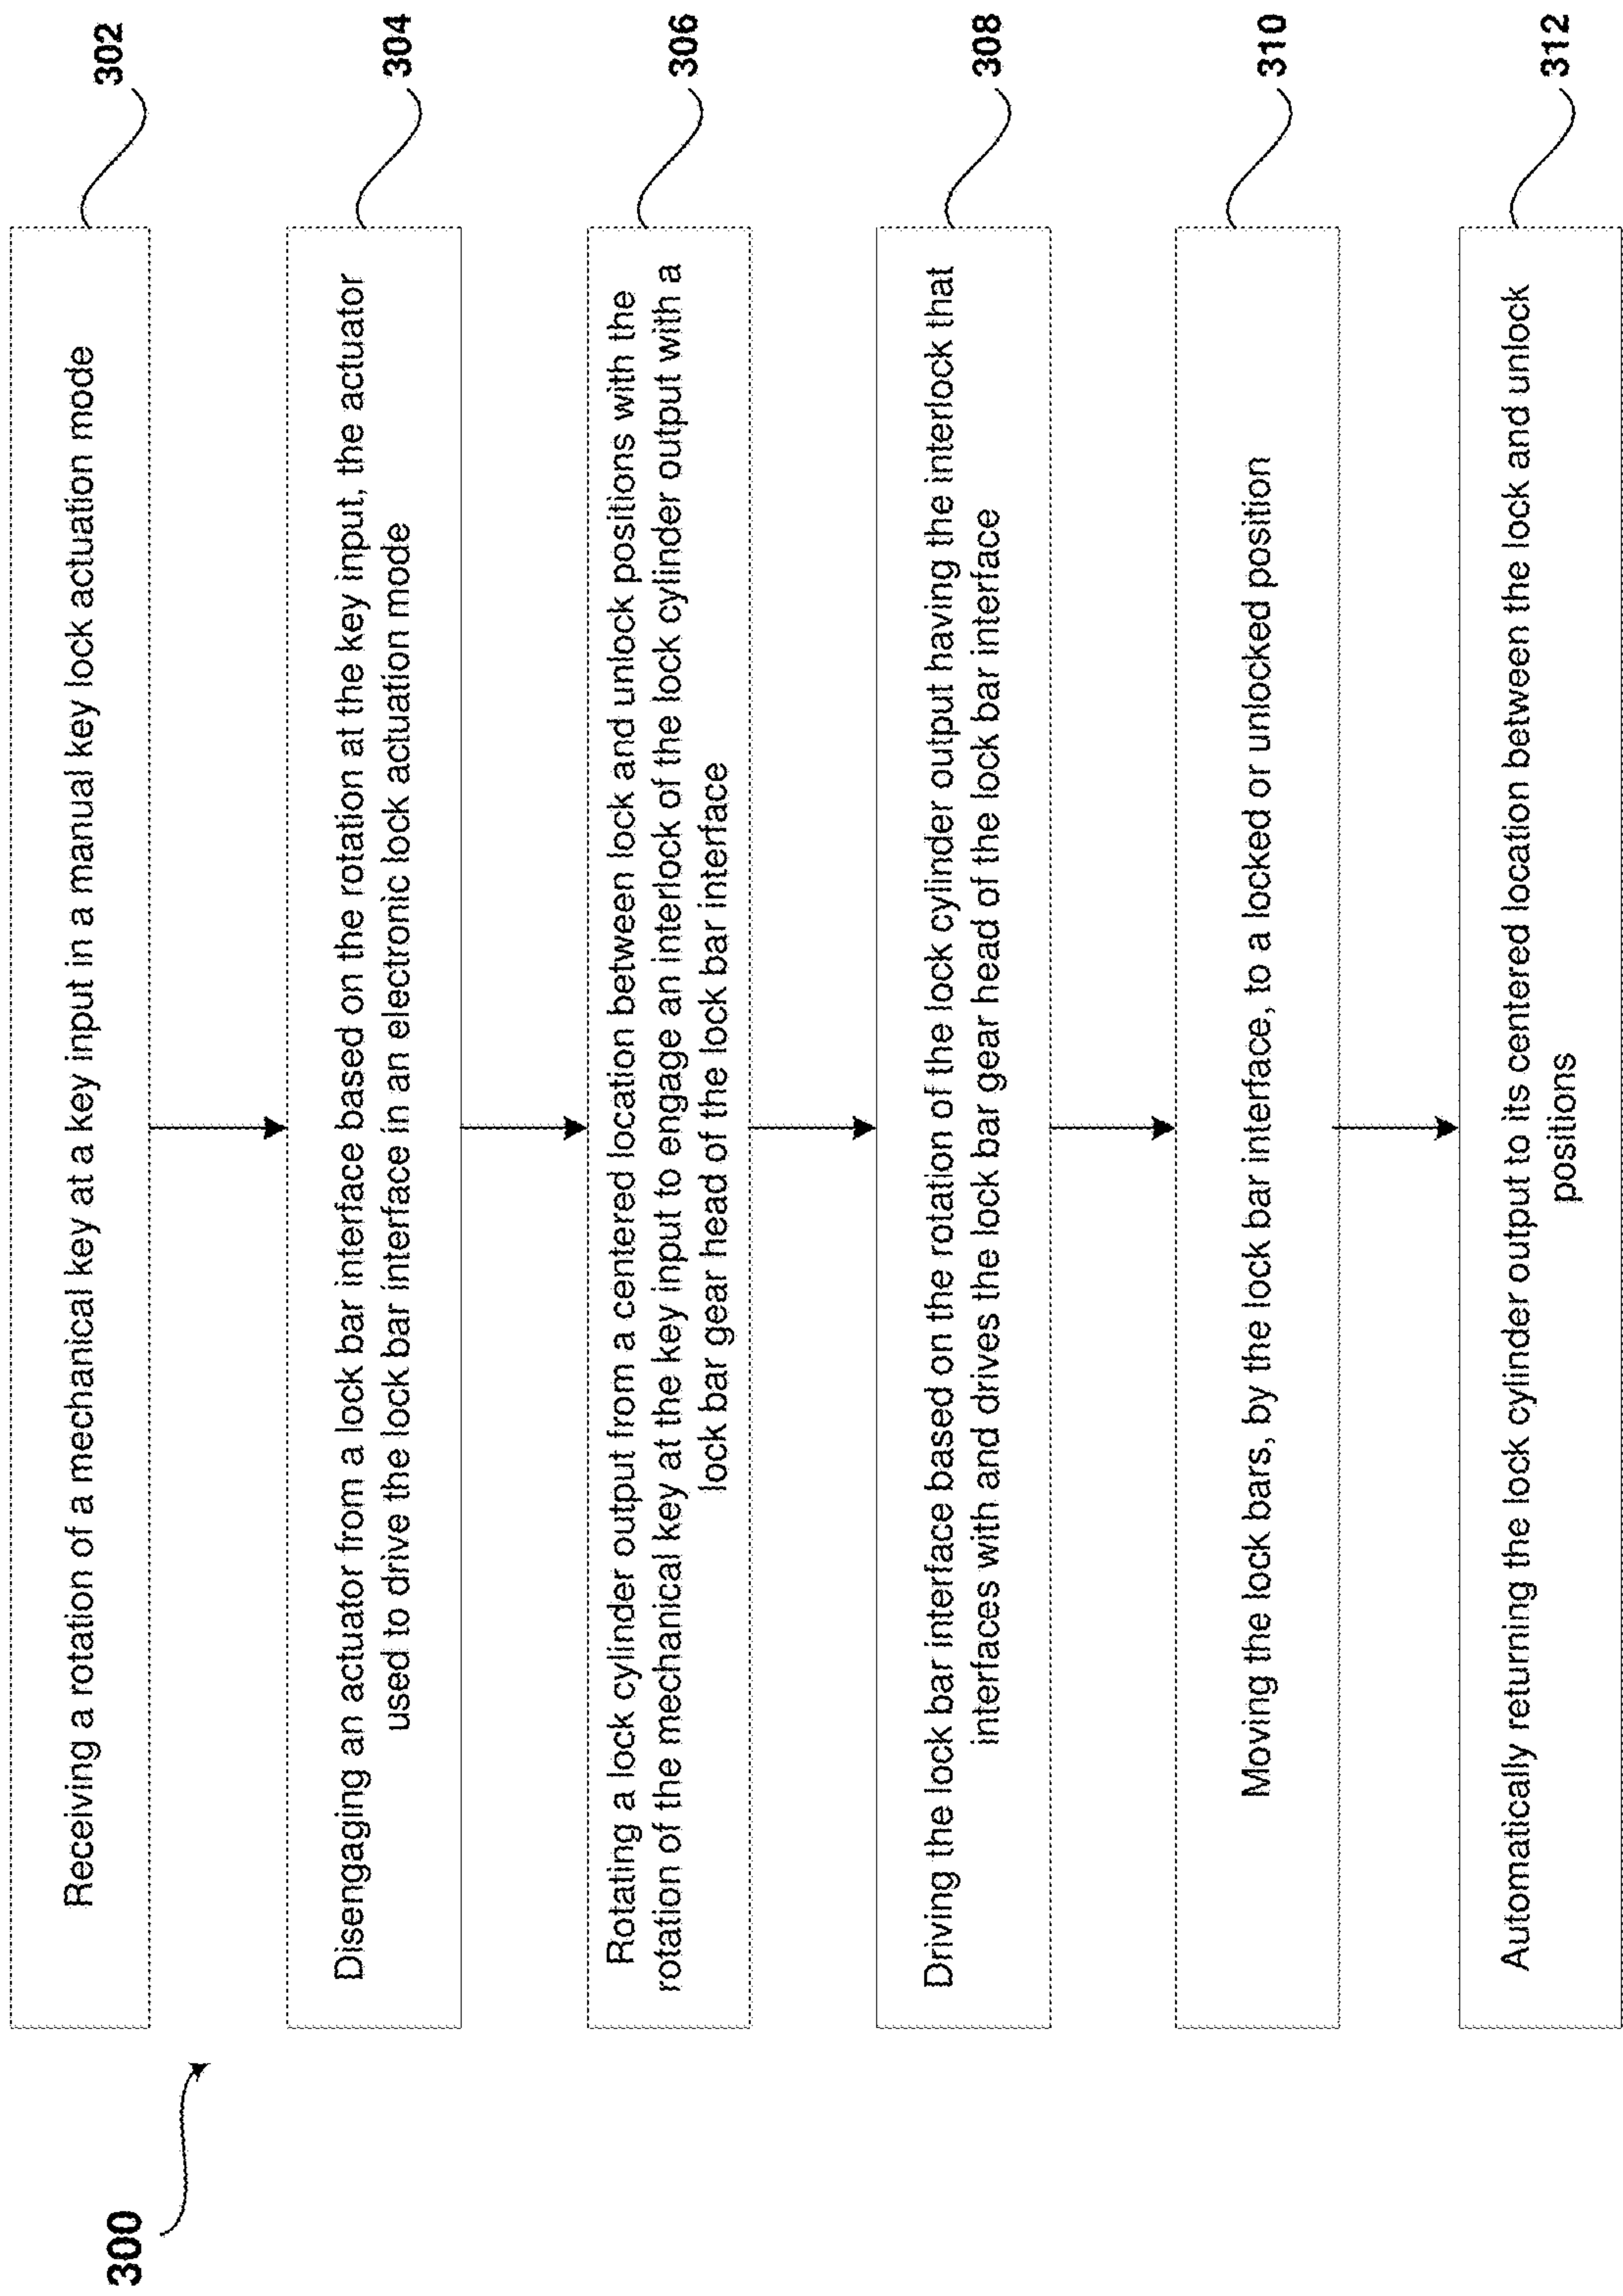 300
Receiving a rotation of a mechanical key at a key input in a manual key lock actuation mode
302
Disengaging an actuator from a lock bar interface based on the rotation at the key input, the actuator
used to drive the lock bar interface in an electronic lock actuation mode
304
Rotating a lock cylinder output from a centered location between lock and unlock positions with the
rotation of the mechanical key at the key input to engage an interlock of the lock cylinder output with a
lock bar gear head of the lock bar interface
306
Driving the lock bar interface based on the rotation of the lock cylinder output having the interlock that
interfaces with and drives the lock bar gear head of the lock bar interface
308
Moving the lock bars, by the lock bar interface, to a locked or unlocked position
310
Automatically returning the lock cylinder output to its centered location between the lock and unlock
positions
312